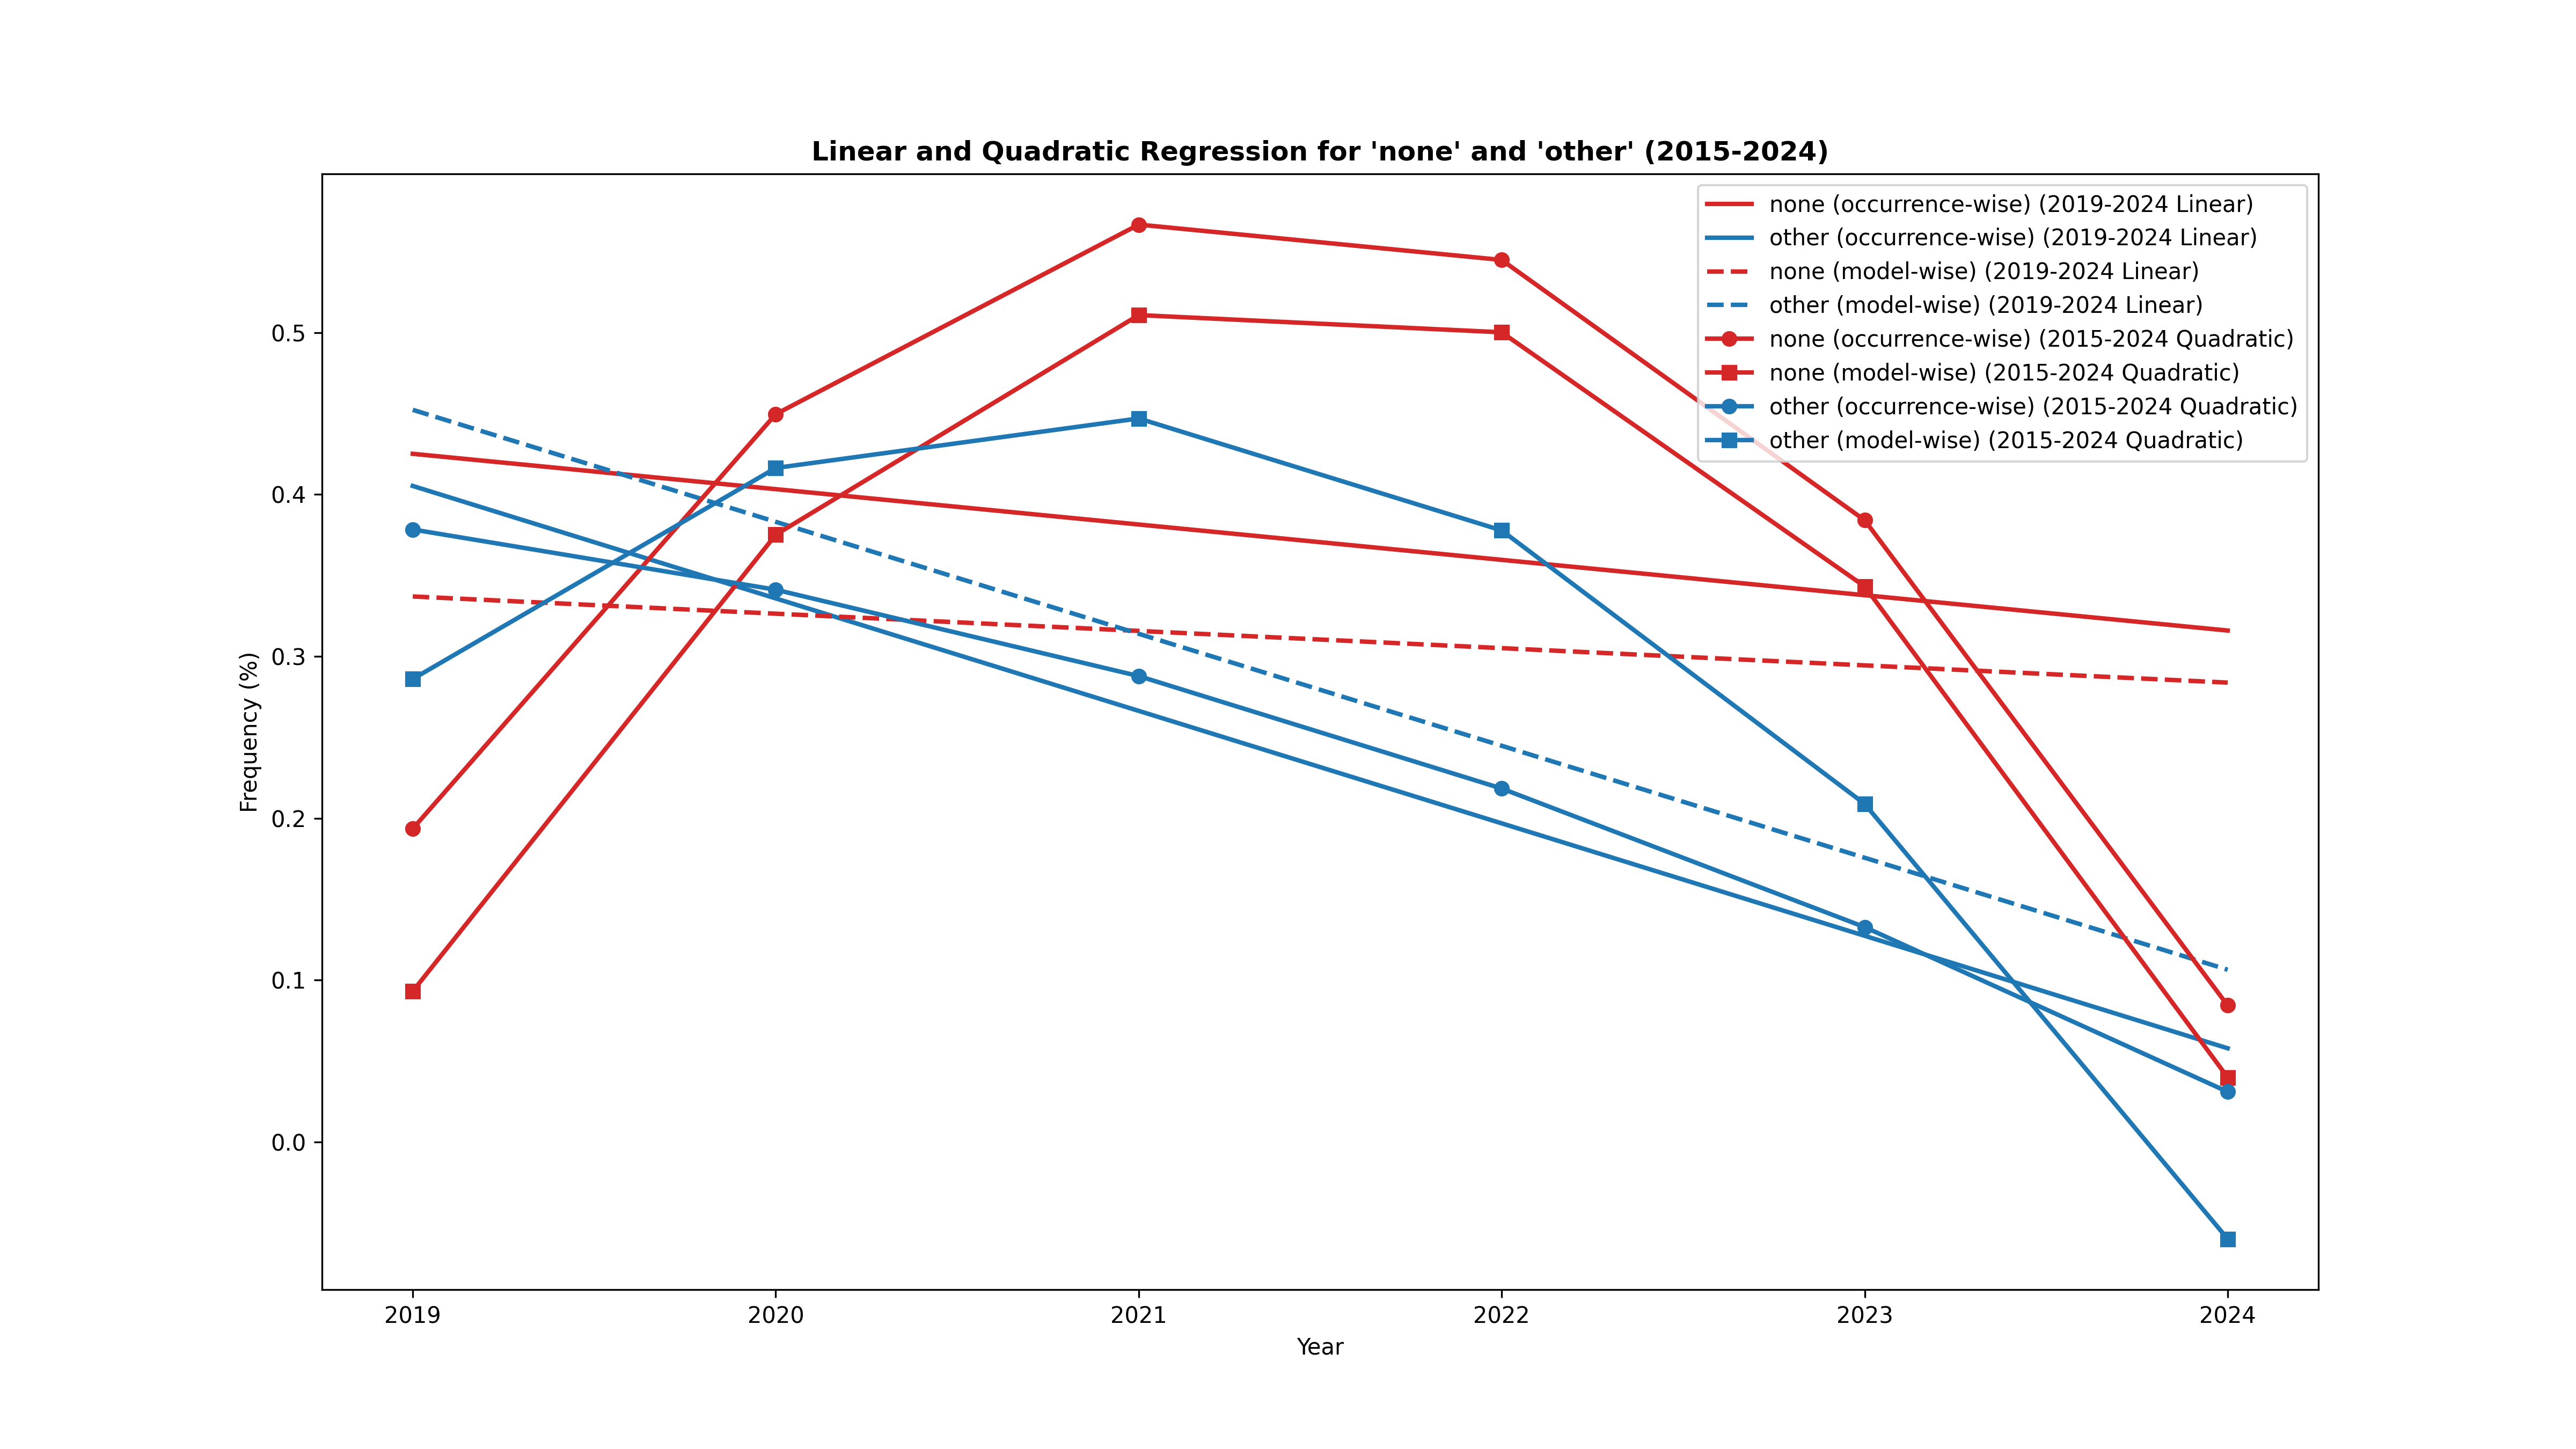 Linear and Quadratic Regression for 'none' and 'other' (2015-2024)
none (occurrence-wise) (2019-2024 Linear)
other (occurrence-wise) (2019-2024 Linear)
none (model-wise) (2019-2024 Linear)
other (model-wise) (2019-2024 Linear)
none (occurrence-wise) (2015-2024 Quadratic)
none (model-wise) (2015-2024 Quadratic)
other (occurrence-wise) (2015-2024 Quadratic)
other (model-wise) (2015-2024 Quadratic)
Frequency (%)
0.5
0.4
0.3
0.2
0.1
0.0
2019 2020 2021 2022 2023 2024
Year